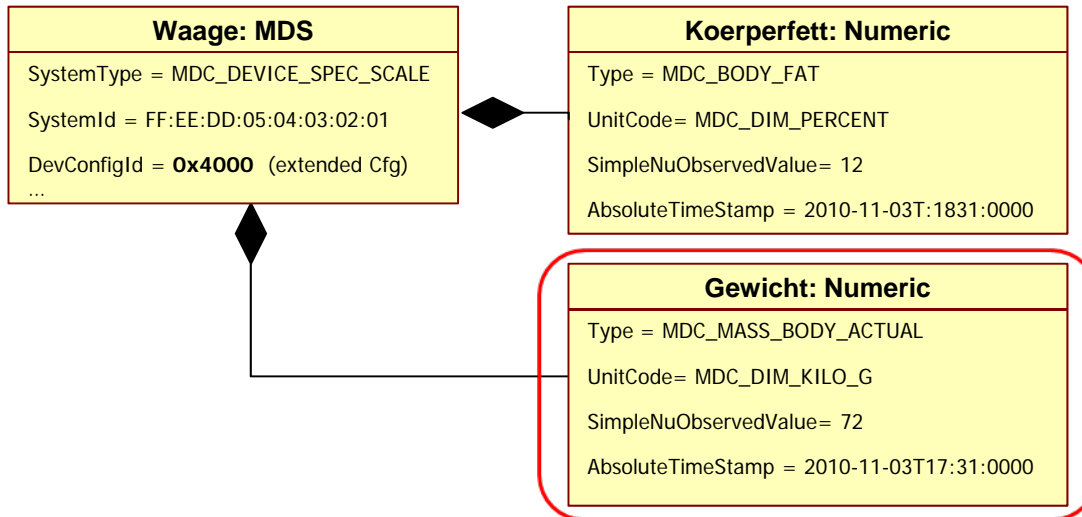 Waage: MDS
SystemType = MDC_DEVICE_SPEC_SCALE
SystemId = FF:EE:DD:05:04:03:02:01
DevConfigId = 0x4000 (extended Cfg)
...
Koerperfett: Numeric
Type = MDC_BODY_FAT
UnitCode= MDC_DIM_PERCENT
SimpleNuObservedValue= 12
AbsoluteTimeStamp = 2010-11-03T:1831:0000
Gewicht: Numeric
Type = MDC_MASS_BODY_ACTUAL
UnitCode= MDC_DIM_KILO_G
SimpleNuObservedValue= 72
AbsoluteTimeStamp = 2010-11-03T17:31:0000